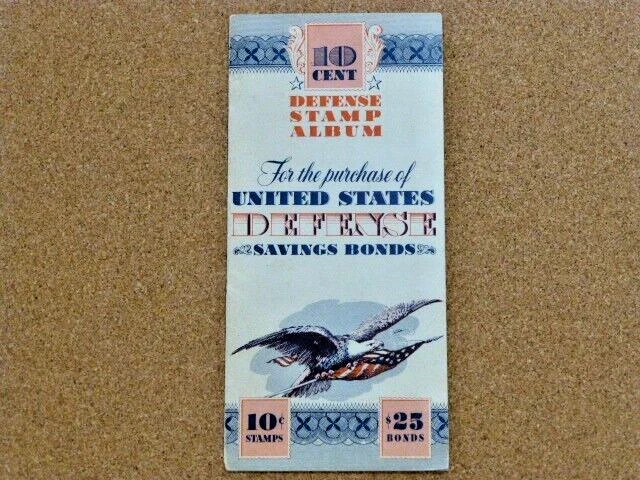 10
CENT
DEFENSE
STAMP
ALBUM
For the purchase of
UNITED STATES
DEFENSE
SAVINGS BONDS
10¢
STAMPS
$25
BONDS